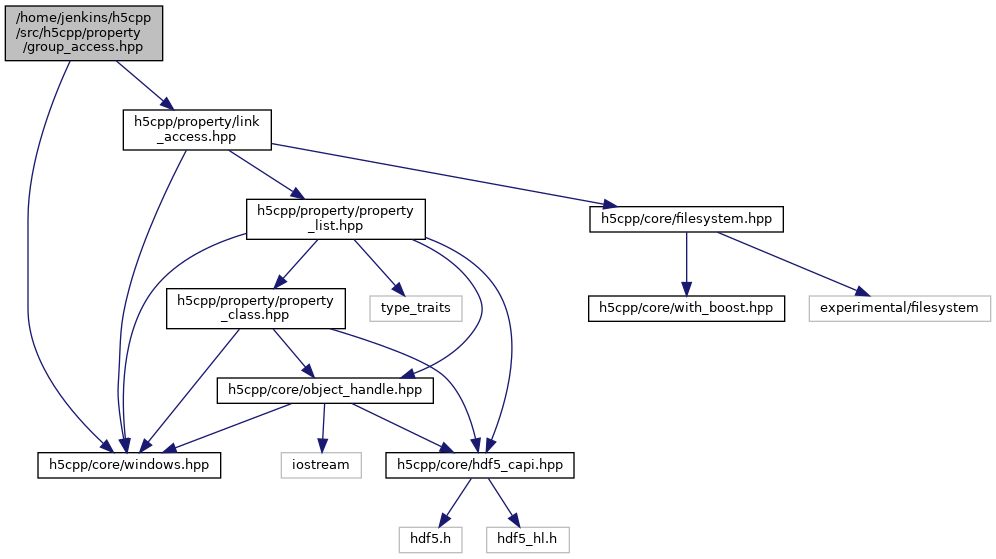 /home/jenkins/h5cpp
/src/h5cpp/property
/group_access.hpp
h5cpp/property/link
_access.hpp
h5cpp/property/property
_list.hpp
h5cpp/core/filesystem.hpp
h5cpp/property/property
_class.hpp
type_traits
h5cpp/core/with_boost.hpp
experimental/filesystem
h5cpp/core/object_handle.hpp
h5cpp/core/windows.hpp
iostream
h5cpp/core/hdf5_capi.hpp
hdf5.h
hdf5_hl.h